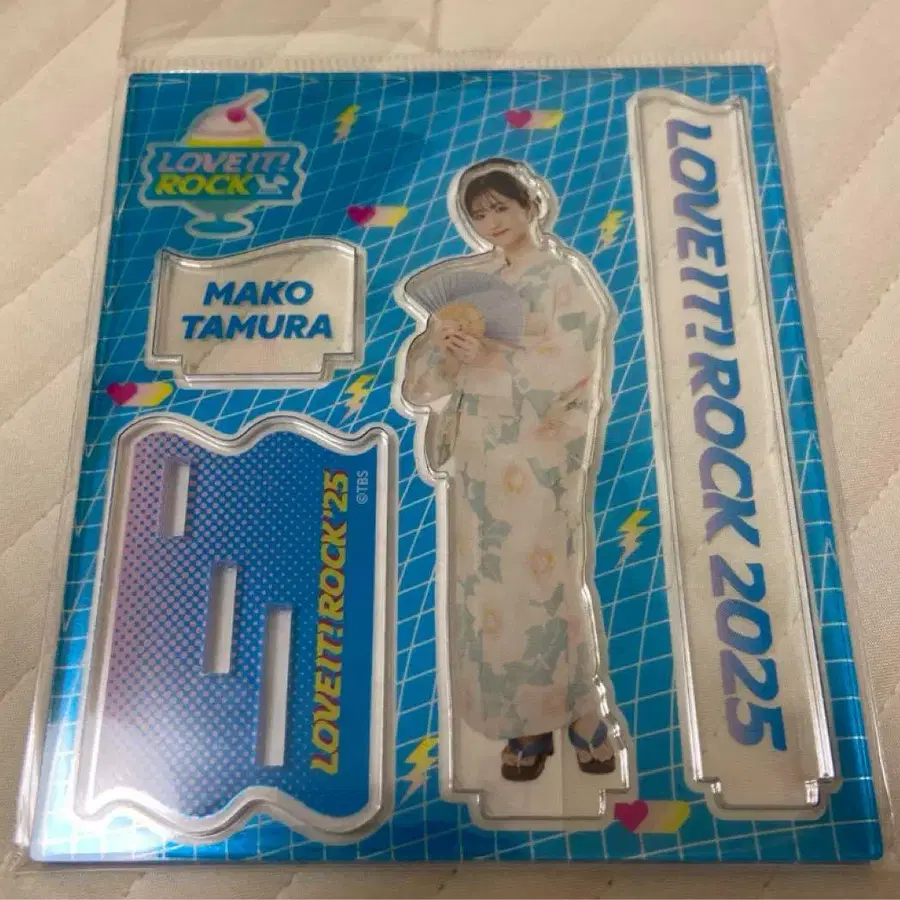 LOVE IT!
ROCK
MAKO
TAMURA
LOVE IT! ROCK '25
©TBS
LOVE IT! ROCK 2025